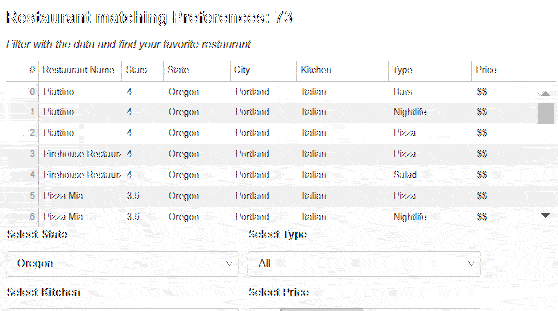 Restaurant matching Preferences: 73
Filter with the data and find your favorite restaurant
# Restaurant Name Stars State City Kitchen Type Price
0 Piattino 4 Oregon Portland Italian Bars $$
1 Piattino 4 Oregon Portland Italian Nightlife $$
2 Piattino 4 Oregon Portland Italian Pizza $$
3 Firehouse Restaura 4 Oregon Portland Italian Pizza $$
4 Firehouse Restaura 4 Oregon Portland Italian Salad $$
5 Pizza Mia 3.5 Oregon Portland Italian Pizza $$
6 Pizza Mia 3.5 Oregon Portland Italian Nightlife $$
Select State Select Type
Oregon All
Select Kitchen Select Price